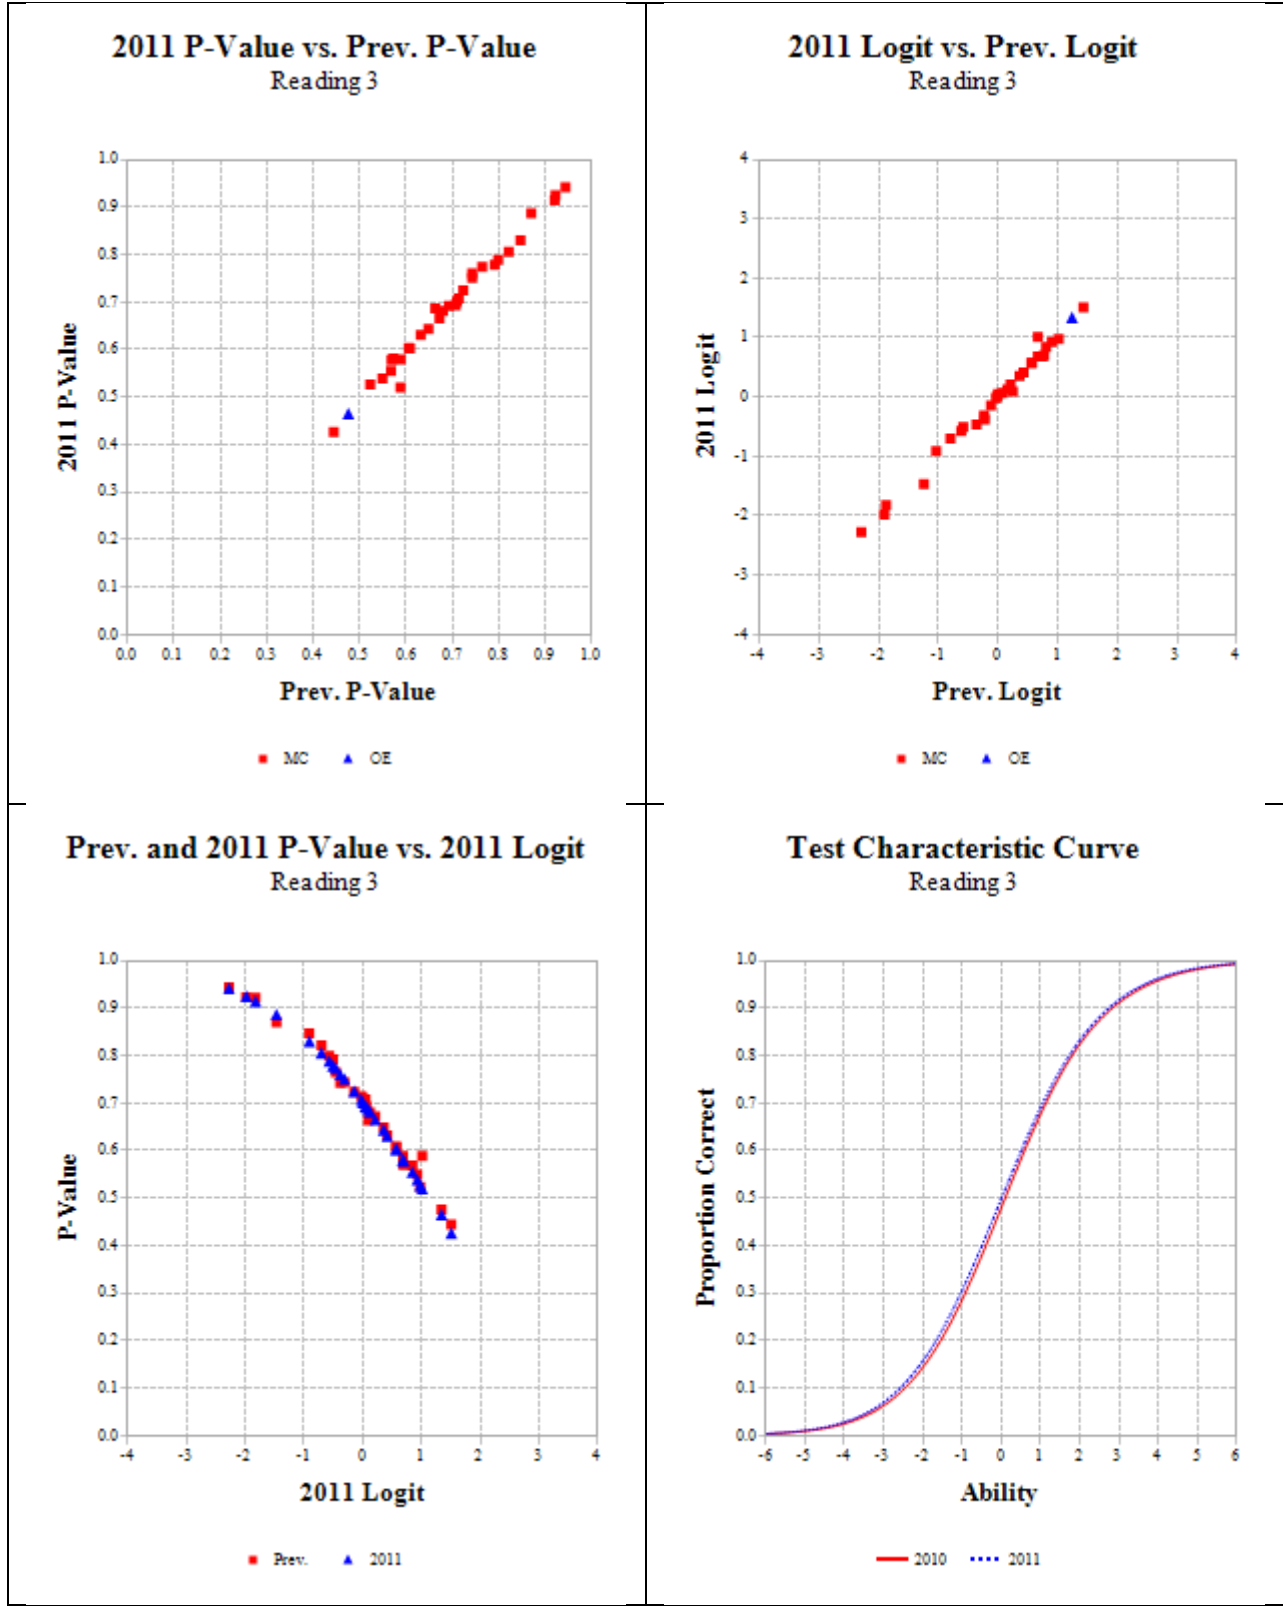 2011 P-Value vs. Prev. P-Value
Reading 3
1.0
0.9
0.8
0.7
0.6
0.5
0.4
0.3
0.2
0.1
0.0
2011 P-Value
0.0 0.1 0.2 0.3 0.4 0.5 0.6 0.7 0.8 0.9 1.0
Prev. P-Value
MC OE
2011 Logit vs. Prev. Logit
Reading 3
4
3
2
1
0
-1
-2
-3
-4
2011 Logit
-4 -3 -2 -1 0 1 2 3 4
Prev. Logit
MC OE
Prev. and 2011 P-Value vs. 2011 Logit
Reading 3
1.0
0.9
0.8
0.7
0.6
0.5
0.4
0.3
0.2
0.1
0.0
P-Value
-4 -3 -2 -1 0 1 2 3 4
2011 Logit
Prev. 2011
Test Characteristic Curve
Reading 3
1.0
0.9
0.8
0.7
0.6
0.5
0.4
0.3
0.2
0.1
0.0
Proportion Correct
-6 -5 -4 -3 -2 -1 0 1 2 3 4 5 6
Ability
2010 2011